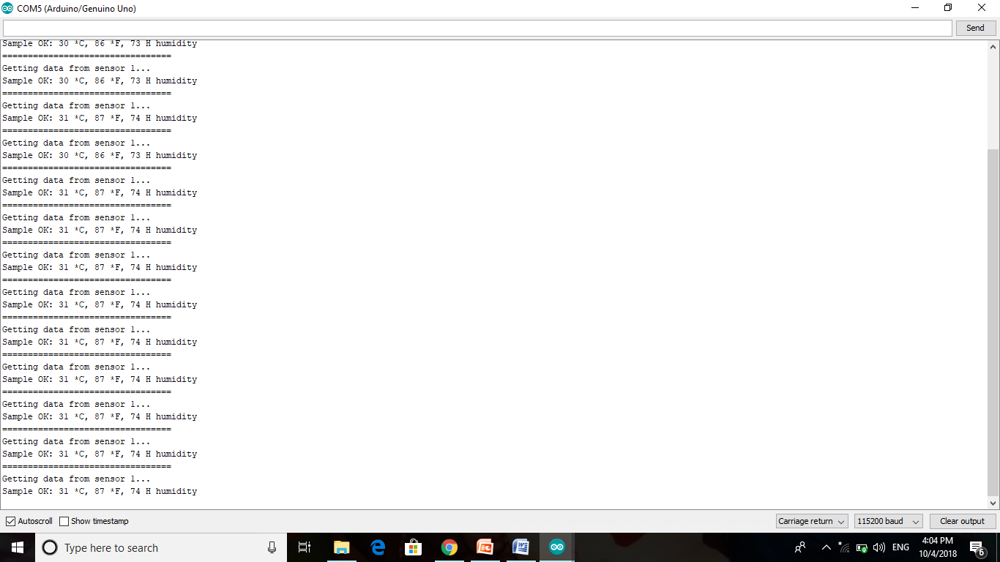 COM5 (Arduino/Genuino Uno)
Send
Sample OK: 30 *C, 86 *F, 73 H humidity
=================================
Getting data from sensor 1...
Sample OK: 30 *C, 86 *F, 73 H humidity
=================================
Getting data from sensor 1...
Sample OK: 31 *C, 87 *F, 74 H humidity
=================================
Getting data from sensor 1...
Sample OK: 30 *C, 86 *F, 73 H humidity
=================================
Getting data from sensor 1...
Sample OK: 31 *C, 87 *F, 74 H humidity
=================================
Getting data from sensor 1...
Sample OK: 31 *C, 87 *F, 74 H humidity
=================================
Getting data from sensor 1...
Sample OK: 31 *C, 87 *F, 74 H humidity
=================================
Getting data from sensor 1...
Sample OK: 31 *C, 87 *F, 74 H humidity
=================================
Getting data from sensor 1...
Sample OK: 31 *C, 87 *F, 74 H humidity
=================================
Getting data from sensor 1...
Sample OK: 31 *C, 87 *F, 74 H humidity
=================================
Getting data from sensor 1...
Sample OK: 31 *C, 87 *F, 74 H humidity
=================================
Getting data from sensor 1...
Sample OK: 31 *C, 87 *F, 74 H humidity
=================================
Getting data from sensor 1...
Sample OK: 31 *C, 87 *F, 74 H humidity
Autoscroll Show timestamp Carriage return 115200 baud Clear output
Type here to search
ENG
4:04 PM
10/4/2018
6